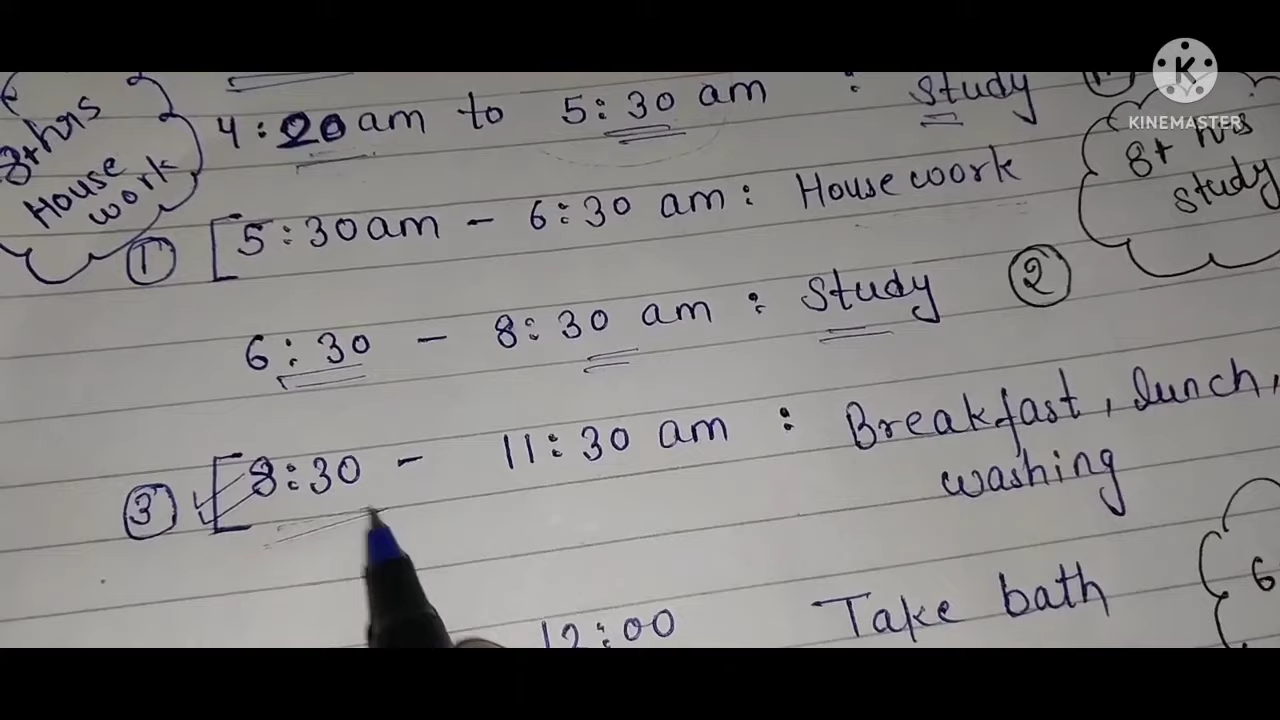 8+hrs
House
work
4:20 am to 5:30 am : study
8+ hrs
study
① 5:30am - 6:30 am: House work
6:30 - 8:30 am : study ②
③ 8:30 - 11:30 am : Breakfast, lunch,
washing
12:00 Take bath
6
KINEMASTER